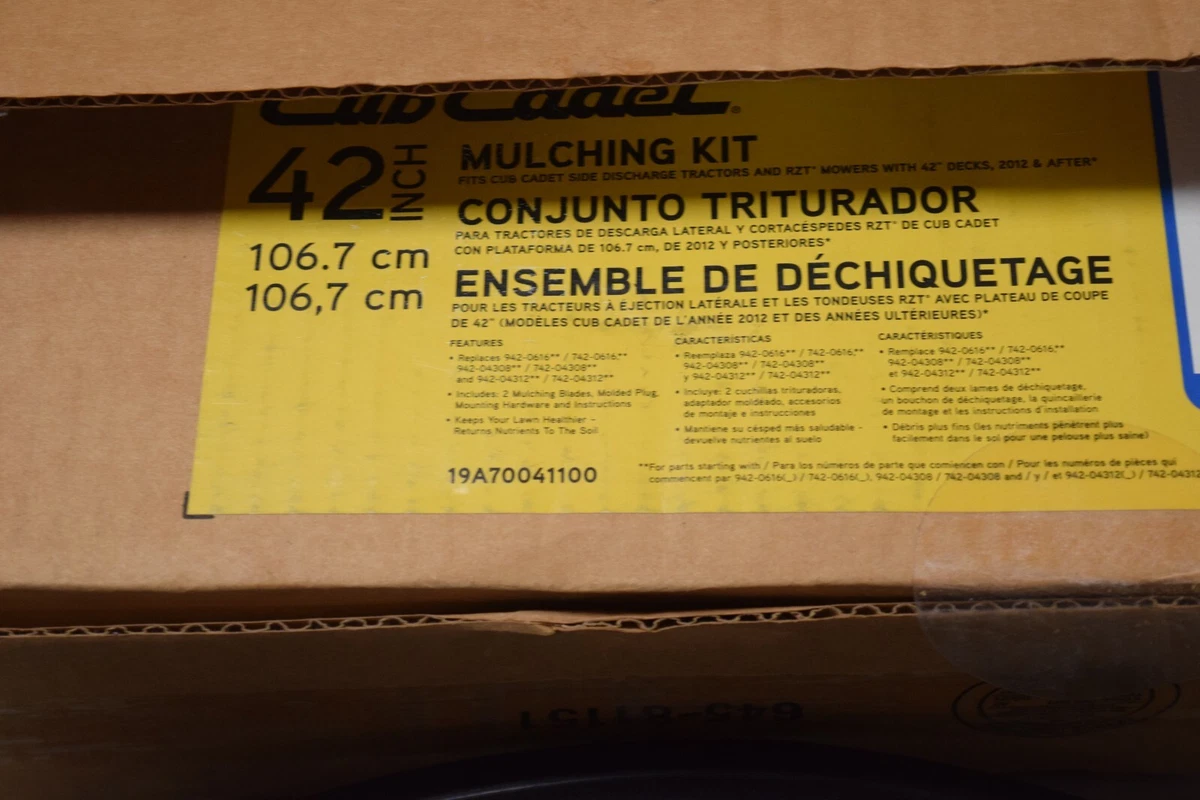 Cub Cadet®
42 INCH
106.7 cm
106,7 cm
MULCHING KIT
FITS CUB CADET SIDE DISCHARGE TRACTORS AND RZT™ MOWERS WITH 42" DECKS, 2012 & AFTER*
CONJUNTO TRITURADOR
PARA TRACTORES DE DESCARGA LATERAL Y CORTACÉSPEDES RZT™ DE CUB CADET
CON PLATAFORMA DE 106.7 cm, DE 2012 Y POSTERIORES*
ENSEMBLE DE DÉCHIQUETAGE
POUR LES TRACTEURS À ÉJECTION LATÉRALE ET LES TONDEUSES RZT™ AVEC PLATEAU DE COUPE
DE 42" (MODÈLES CUB CADET DE L'ANNÉE 2012 ET DES ANNÉES ULTÉRIEURES)*
FEATURES
• Replaces 942-0616** / 742-0616,**
942-04308** / 742-04308**
and 942-04312** / 742-04312**
• Includes: 2 Mulching Blades, Molded Plug,
Mounting Hardware and Instructions
• Keeps Your Lawn Healthier -
Returns Nutrients To The Soil
CARACTERÍSTICAS
• Reemplaza 942-0616** / 742-0616,**
942-04308** / 742-04308**
y 942-04312** / 742-04312**
• Incluye: 2 cuchillas trituradoras,
adaptador moldeado, accesorios
de montaje e instrucciones
• Mantiene su césped más saludable -
devuelve nutrientes al suelo
CARACTÉRISTIQUES
• Remplace 942-0616** / 742-0616,**
942-04308** / 742-04308**
et 942-04312** / 742-04312**
• Comprend deux lames de déchiquetage,
un bouchon de déchiquetage, la quincaillerie
de montage et les instructions d'installation
• Débris plus fins (les nutriments pénètrent plus
facilement dans le sol pour une pelouse plus saine)
19A70041100
**For parts starting with / Para los números de parte que comiencen con / Pour les numéros de pièces qui
commencent par 942-0616(_) / 742-0616(_), 942-04308 / 742-04308 and / y / et 942-04312(_) / 742-04312